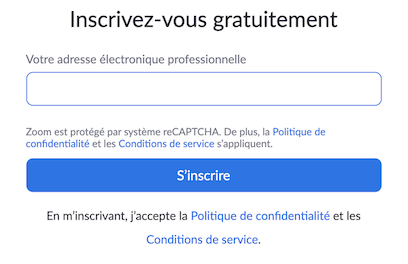 Inscrivez-vous gratuitement
Votre adresse électronique professionnelle
Zoom est protégé par système reCAPTCHA. De plus, la Politique de
confidentialité et les Conditions de service s'appliquent.
S'inscrire
En m'inscrivant, j'accepte la Politique de confidentialité et les
Conditions de service.